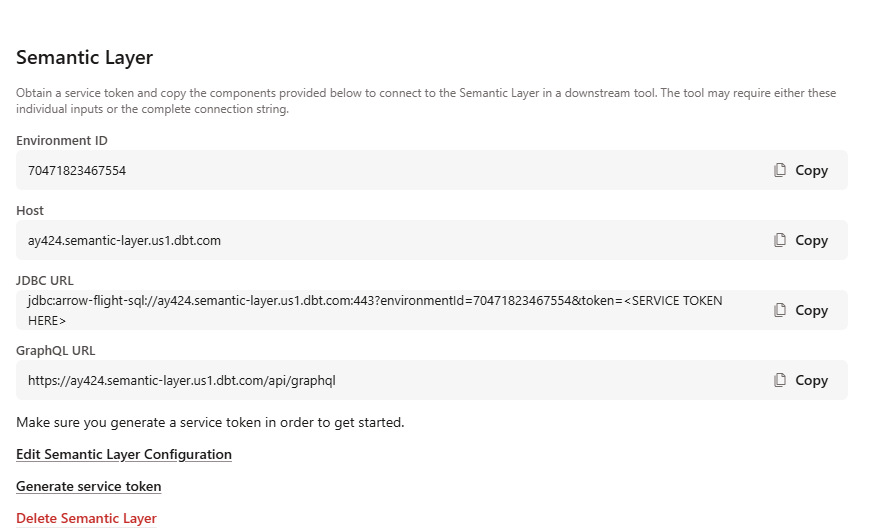 Semantic Layer
Obtain a service token and copy the components provided below to connect to the Semantic Layer in a downstream tool. The tool may require either these
individual inputs or the complete connection string.
Environment ID
70471823467554
Copy
Host
ay424.semantic-layer.us1.dbt.com
Copy
JDBC URL
jdbc:arrow-flight-sql://ay424.semantic-layer.us1.dbt.com:443?environmentId=70471823467554&token=<SERVICE TOKEN
HERE>
Copy
GraphQL URL
https://ay424.semantic-layer.us1.dbt.com/api/graphql
Copy
Make sure you generate a service token in order to get started.
Edit Semantic Layer Configuration
Generate service token
Delete Semantic Layer